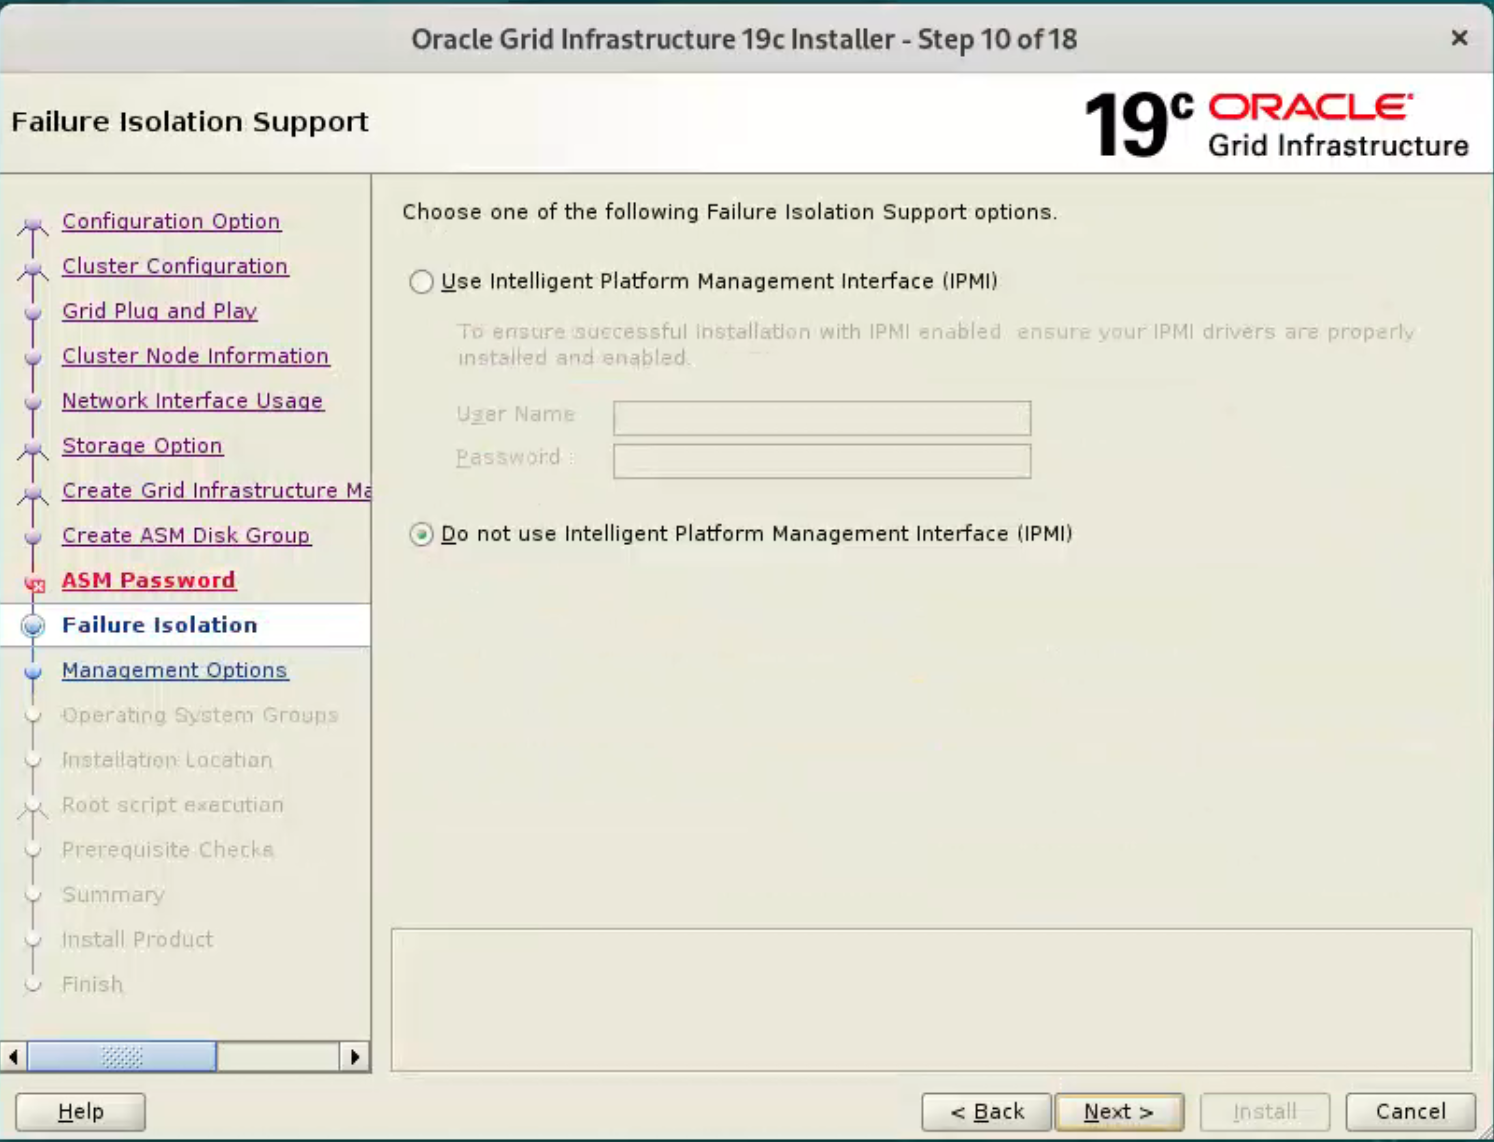 Oracle Grid Infrastructure 19c Installer - Step 10 of 18
×
Failure Isolation Support
19c ORACLE
Grid Infrastructure
Configuration Option
Cluster Configuration
Grid Plug and Play
Cluster Node Information
Network Interface Usage
Storage Option
Create Grid Infrastructure Ma
Create ASM Disk Group
ASM Password
Failure Isolation
Management Options
Operating System Groups
Installation Location
Root script execution
Prerequisite Checks
Summary
Install Product
Finish
Choose one of the following Failure Isolation Support options.
Use Intelligent Platform Management Interface (IPMI)
To ensure successful installation with IPMI enabled ensure your IPMI drivers are properly
installed and enabled.
User Name
Password :
Do not use Intelligent Platform Management Interface (IPMI)
Help
< Back
Next >
Install
Cancel